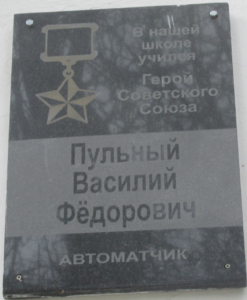 В нашей
школе
учился
Герой
Советского
Союза
Пульный
Василий
Фёдорович
АВТОМАТЧИК